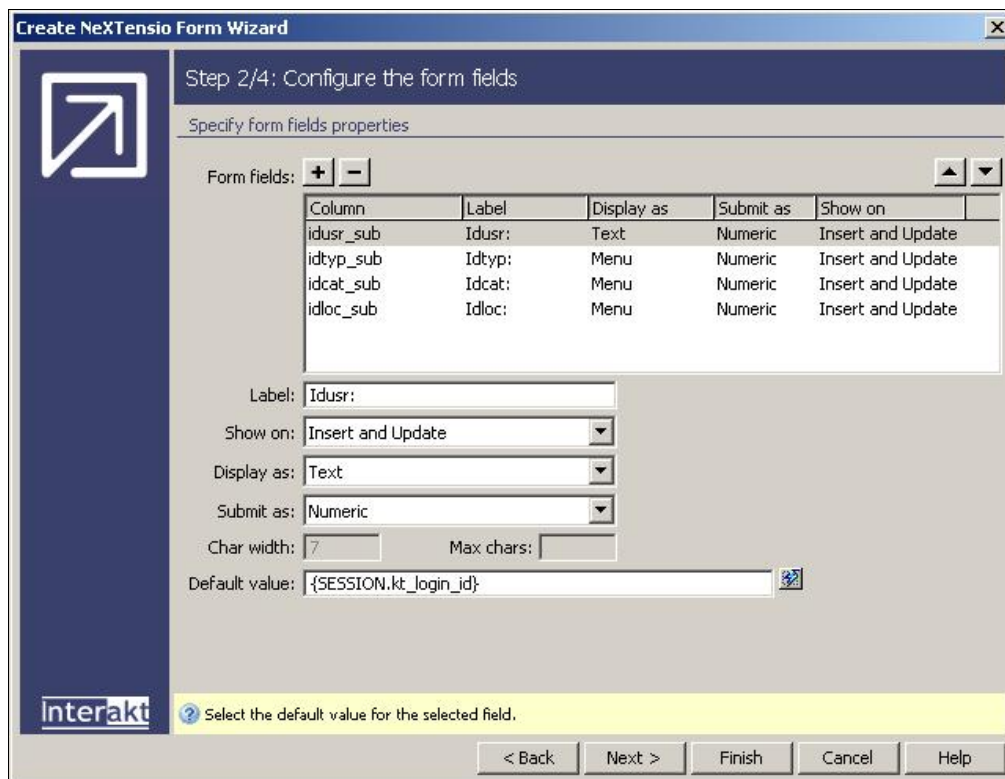 Create NeXTensio Form Wizard
Step 2/4: Configure the form fields
Specify form fields properties
Form fields: + −
Column Label Display as Submit as Show on
idusr_sub Idusr: Text Numeric Insert and Update
idtyp_sub Idtyp: Menu Numeric Insert and Update
idcat_sub Idcat: Menu Numeric Insert and Update
idloc_sub Idloc: Menu Numeric Insert and Update
Label: Idusr:
Show on: Insert and Update
Display as: Text
Submit as: Numeric
Char width: 7 Max chars:
Default value: {SESSION.kt_login_id}
Interakt
Select the default value for the selected field.
< Back Next > Finish Cancel Help